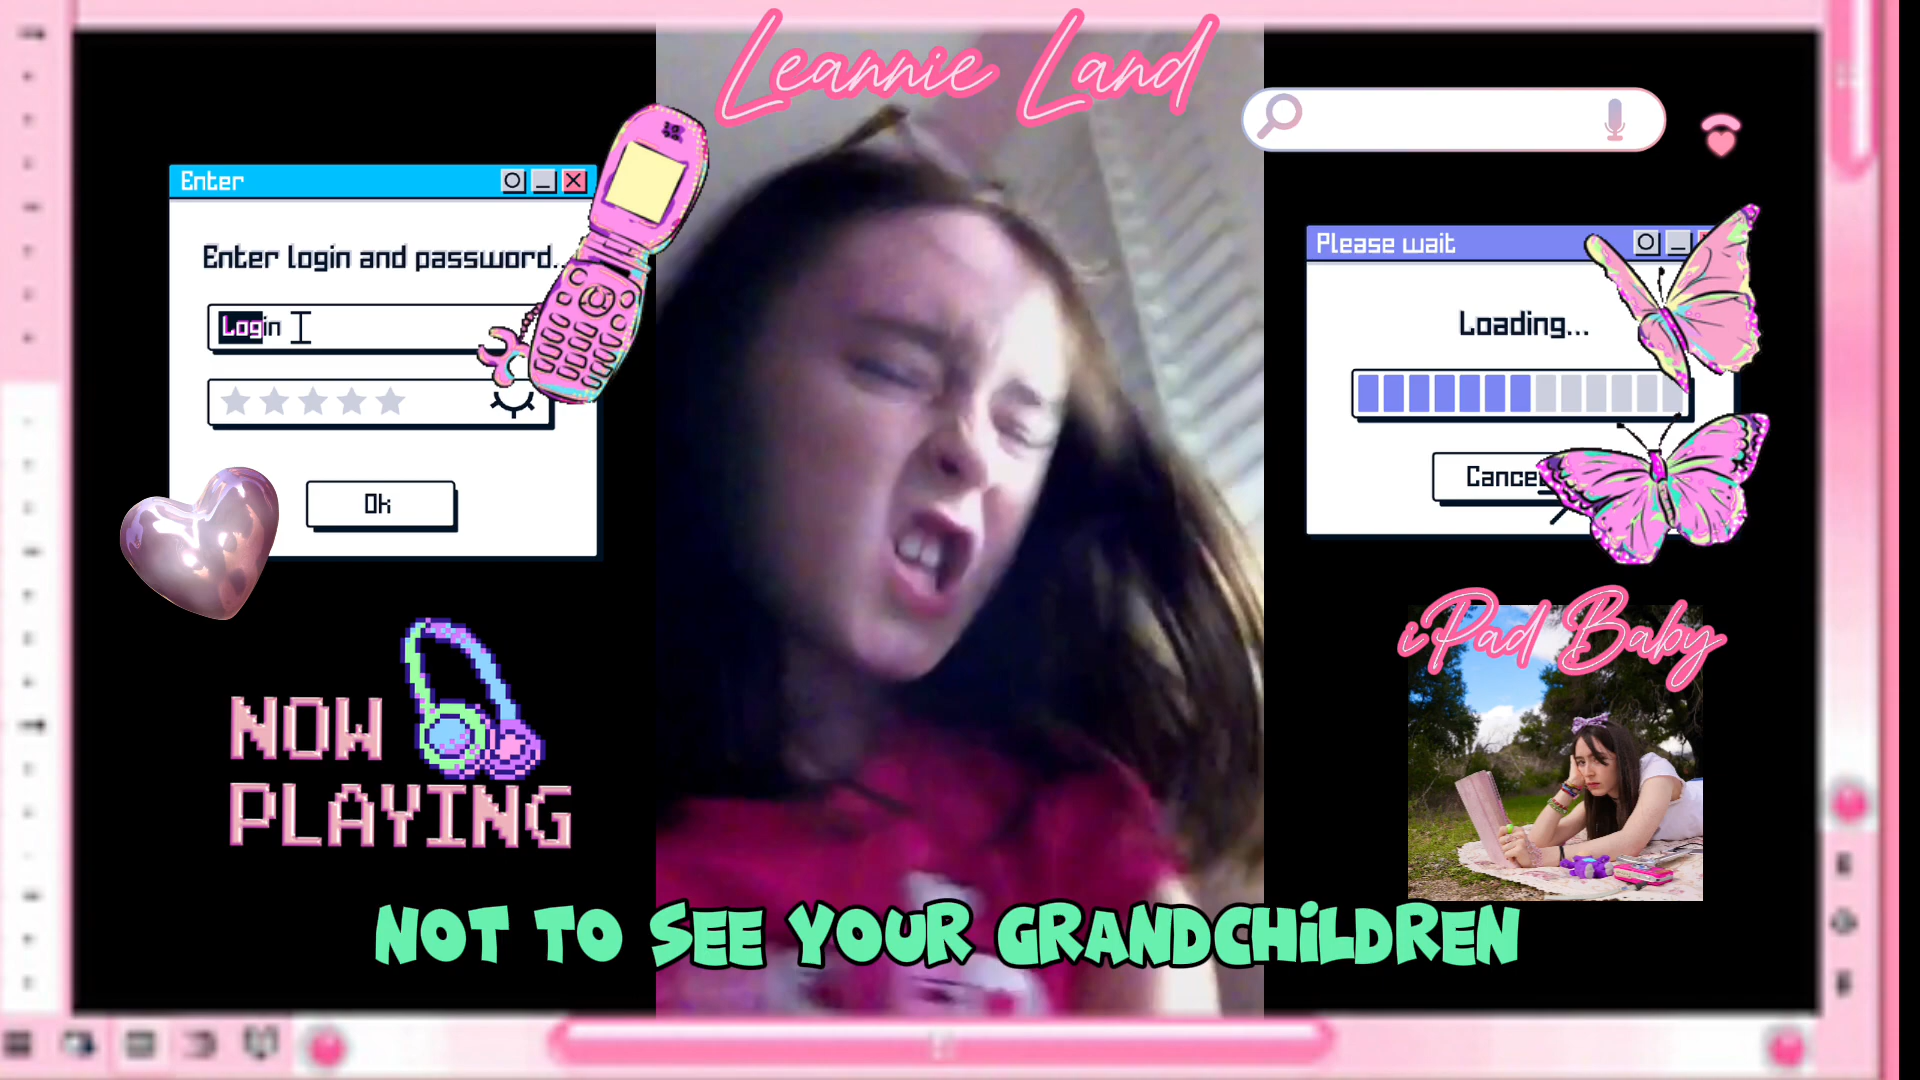 Leannie Land
Enter
Enter login and password..
Login
Ok
Please wait
Loading...
Cancel
iPad Baby
NOW
PLAYING
NOT TO SEE YOUR GRANDCHILDREN